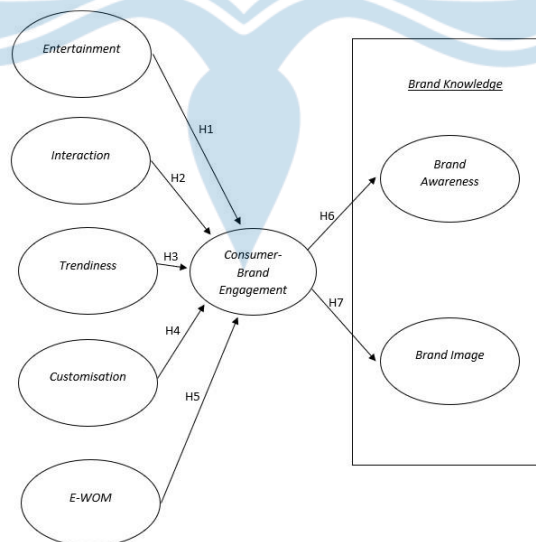 Entertainment
Brand Knowledge
H1
Interaction
H2
Brand
Awareness
H6
Trendiness
H3
Consumer-
Brand
Engagement
H7
H4
Customisation
Brand Image
H5
E-WOM